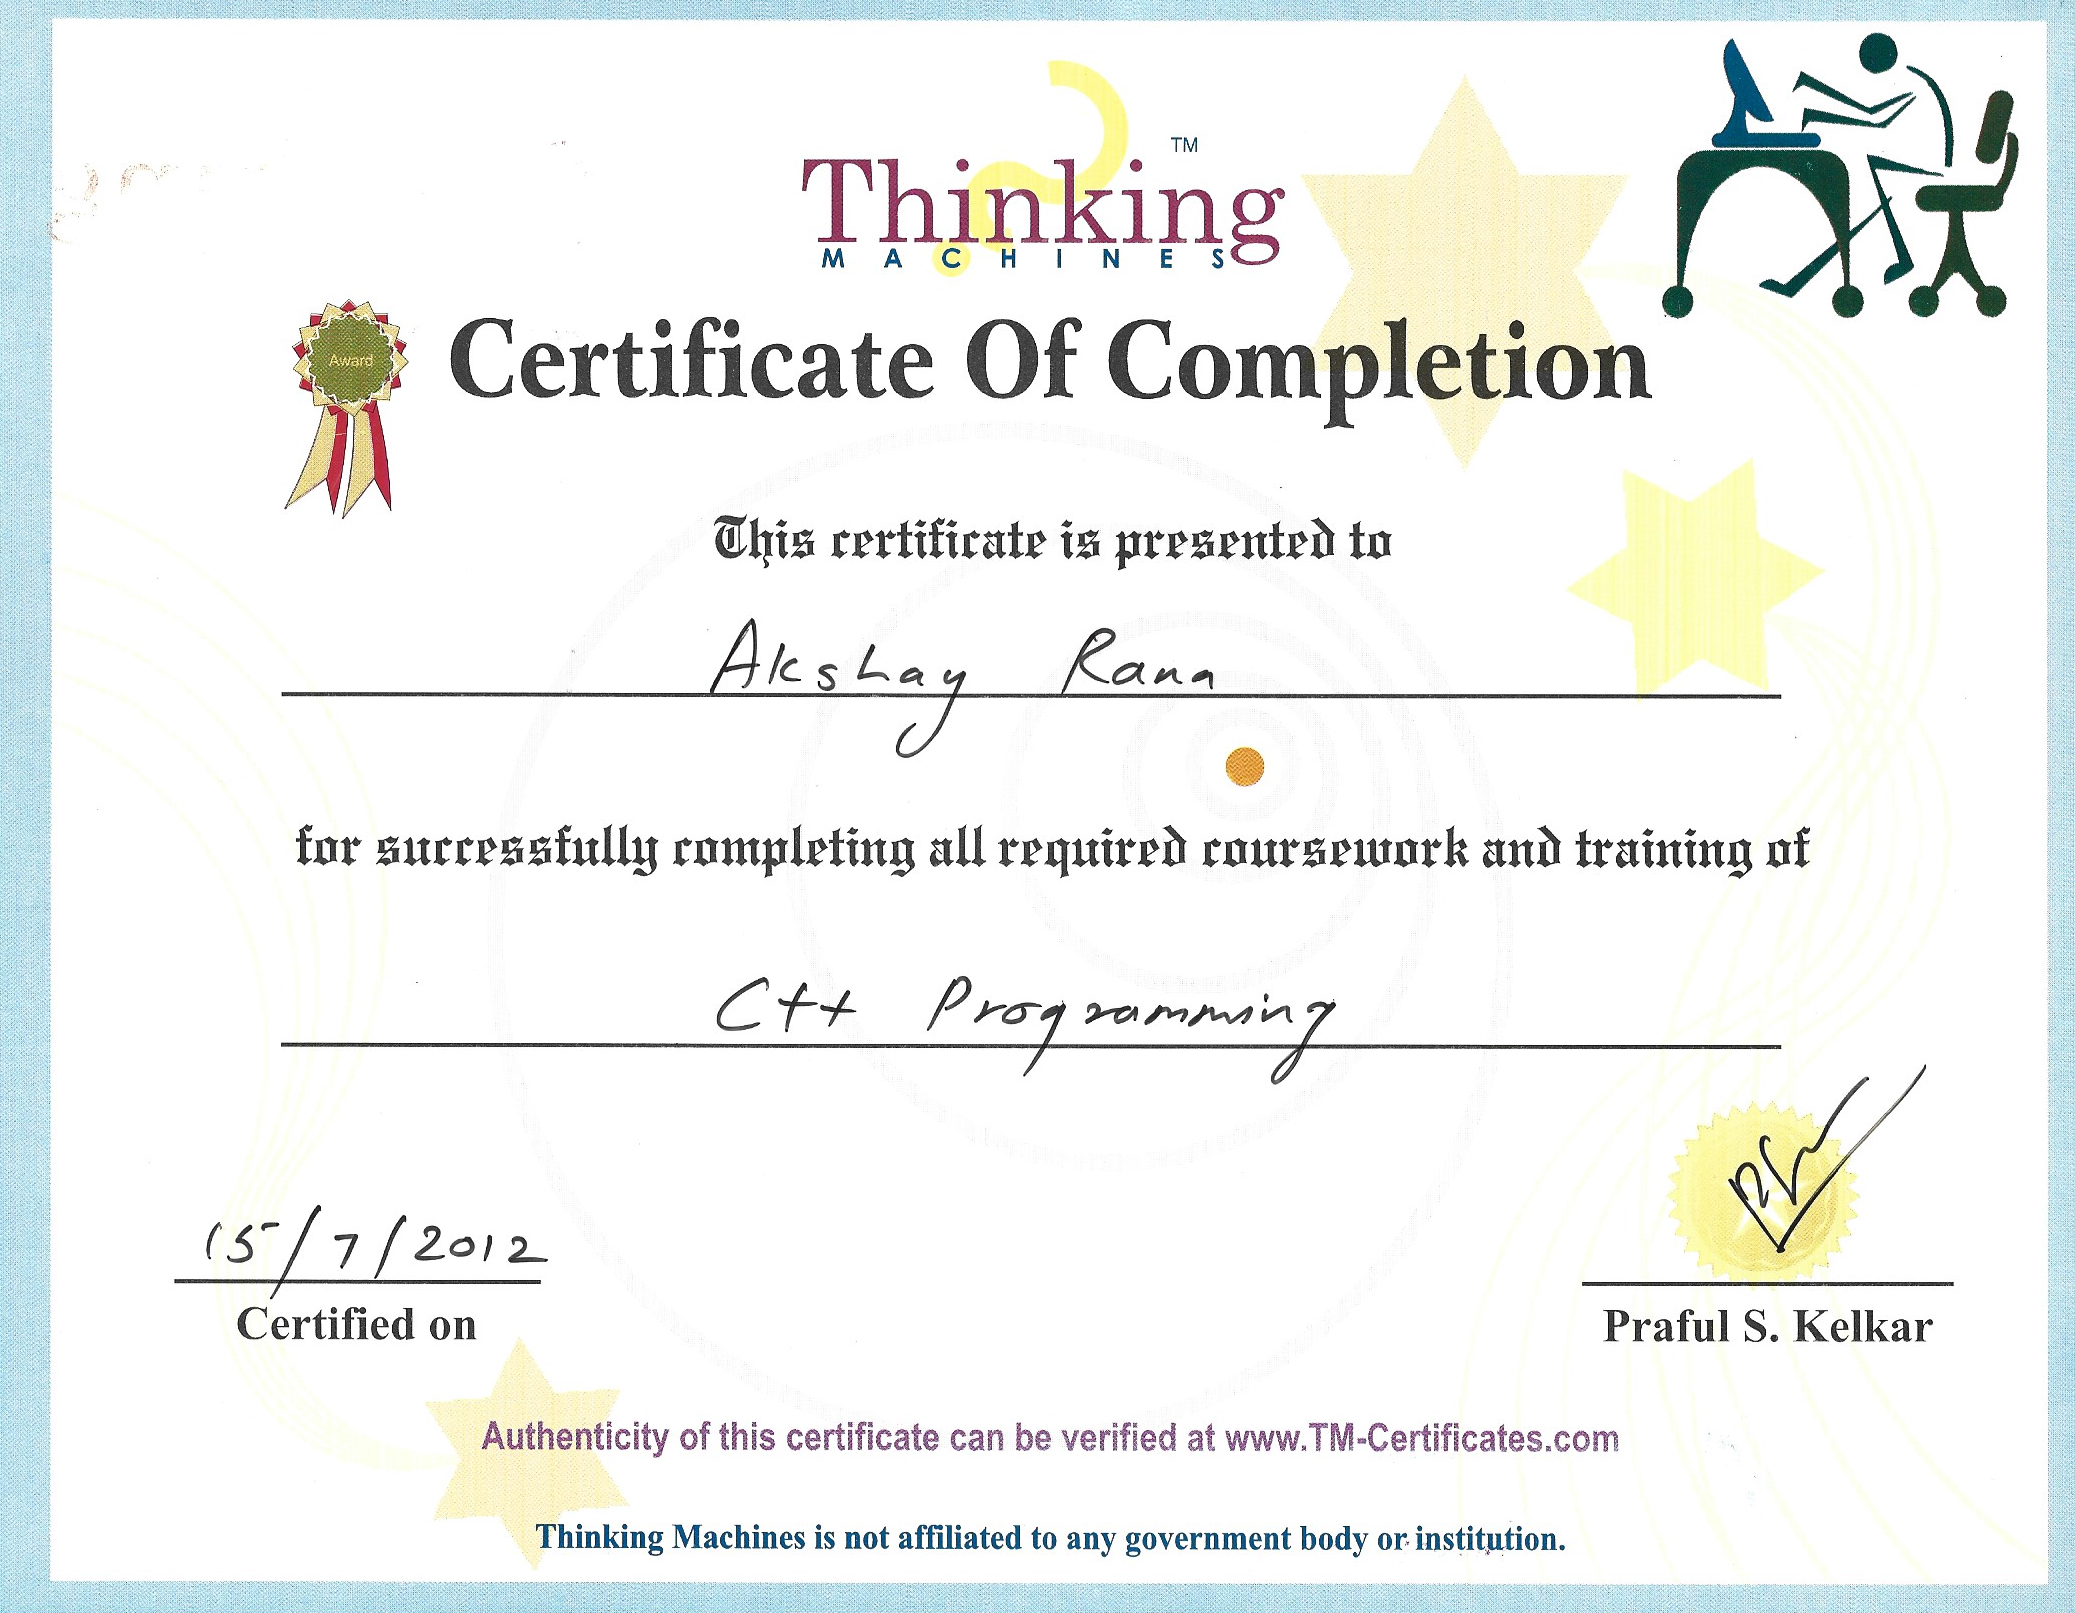 Thinking TM
MACHINES
Award
Certificate Of Completion
This certificate is presented to
Akshay Rana
for successfully completing all required coursework and training of
C++ Programming
15/7/2012
Certified on
Praful S. Kelkar
Authenticity of this certificate can be verified at www.TM-Certificates.com
Thinking Machines is not affiliated to any government body or institution.